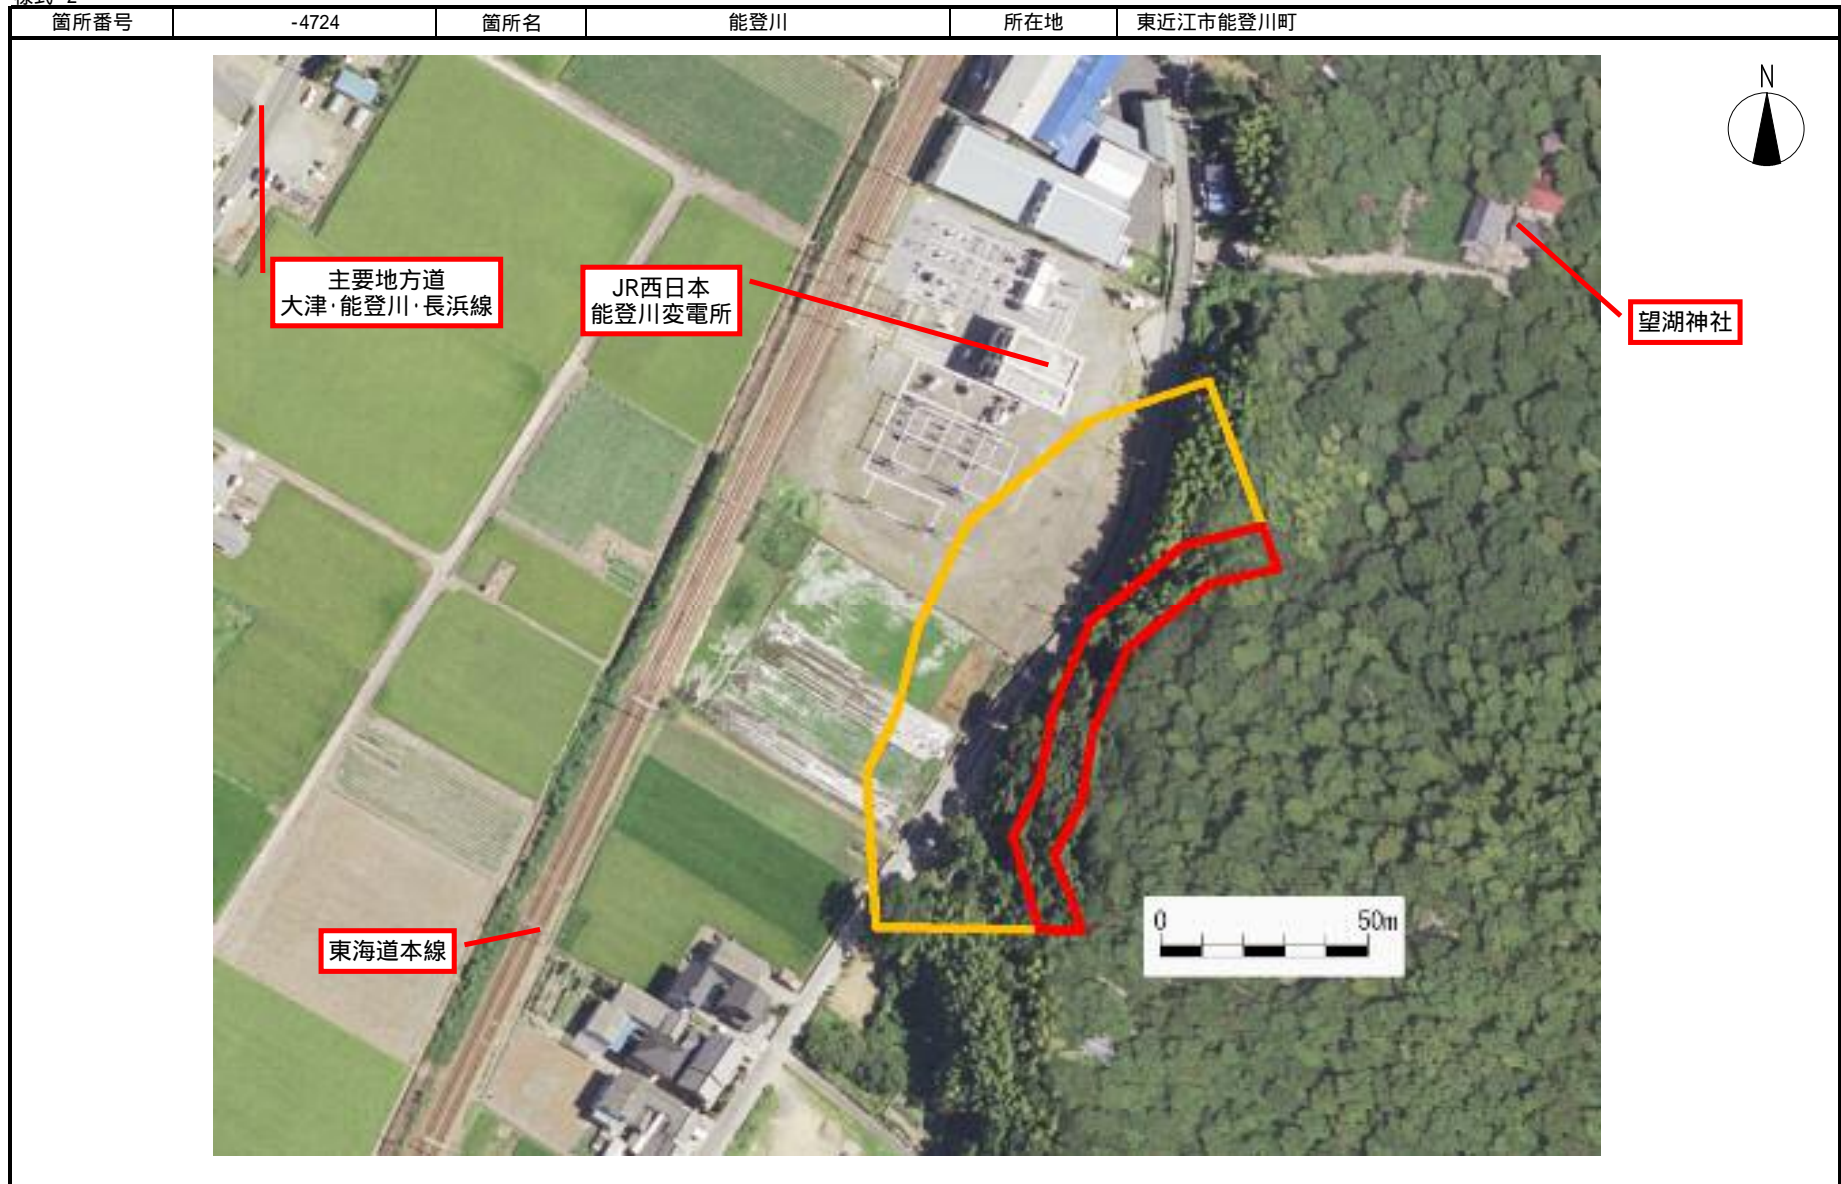 箇所番号 -4724 箇所名 能登川 所在地 東近江市能登川町
N
主要地方道
大津･能登川･長浜線
JR西日本
能登川変電所
望湖神社
東海道本線
0 50m